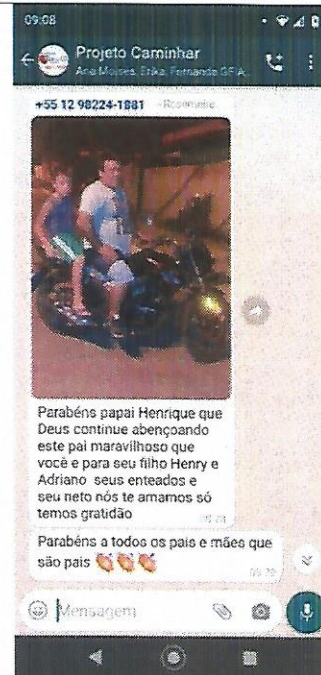 09:08
Projeto Caminhar
Ana Moises, Erika, Fernanda GFIA...
+55 12 98224-1881 ~Rosemeire
Parabéns papai Henrique que
Deus continue abençoando
este pai maravilhoso que
você e para seu filho Henry e
Adriano seus enteados e
seu neto nós te amamos só
temos gratidão
Parabéns a todos os pais e mães que
são pais 👏👏👏
Mensagem